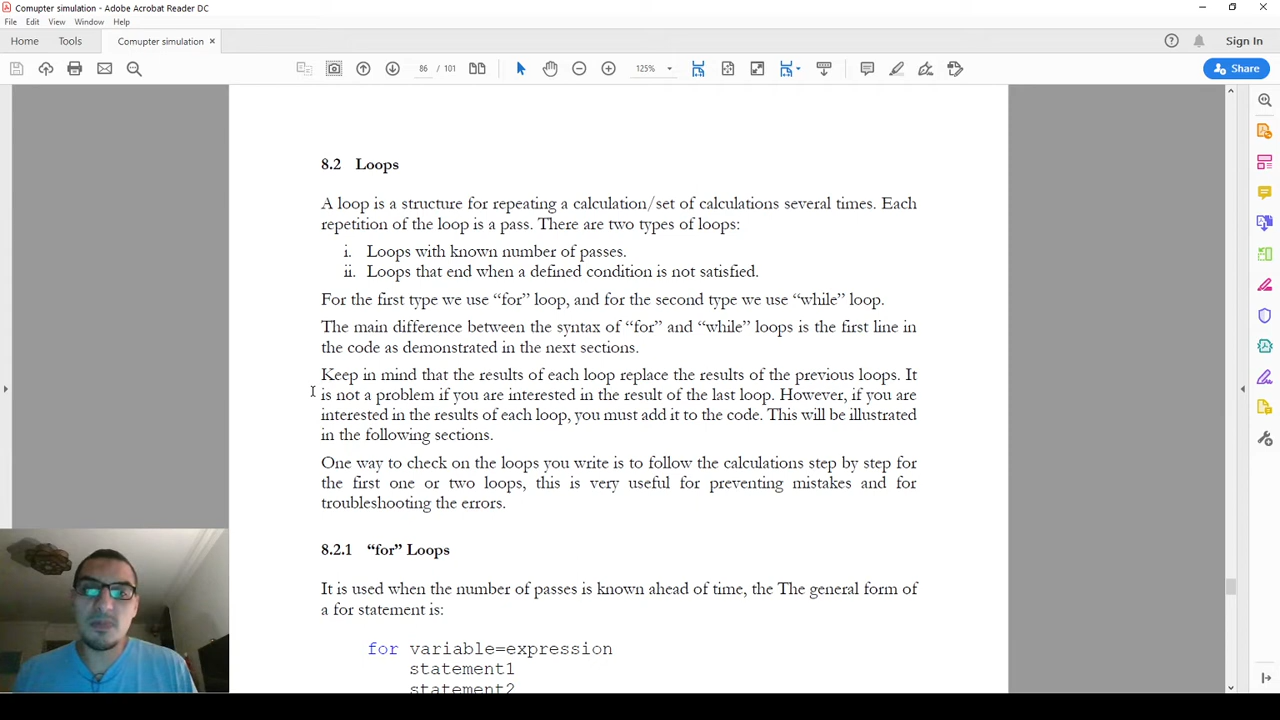 Comupter simulation - Adobe Acrobat Reader DC
File Edit View Window Help
Home Tools Comupter simulation × Sign In
86 / 101 125% Share
8.2 Loops
A loop is a structure for repeating a calculation/set of calculations several times. Each
repetition of the loop is a pass. There are two types of loops:
i. Loops with known number of passes.
ii. Loops that end when a defined condition is not satisfied.
For the first type we use “for” loop, and for the second type we use “while” loop.
The main difference between the syntax of “for” and “while” loops is the first line in
the code as demonstrated in the next sections.
Keep in mind that the results of each loop replace the results of the previous loops. It
is not a problem if you are interested in the result of the last loop. However, if you are
interested in the results of each loop, you must add it to the code. This will be illustrated
in the following sections.
One way to check on the loops you write is to follow the calculations step by step for
the first one or two loops, this is very useful for preventing mistakes and for
troubleshooting the errors.
8.2.1 “for” Loops
It is used when the number of passes is known ahead of time, the The general form of
a for statement is:
for variable=expression
statement1
statement2